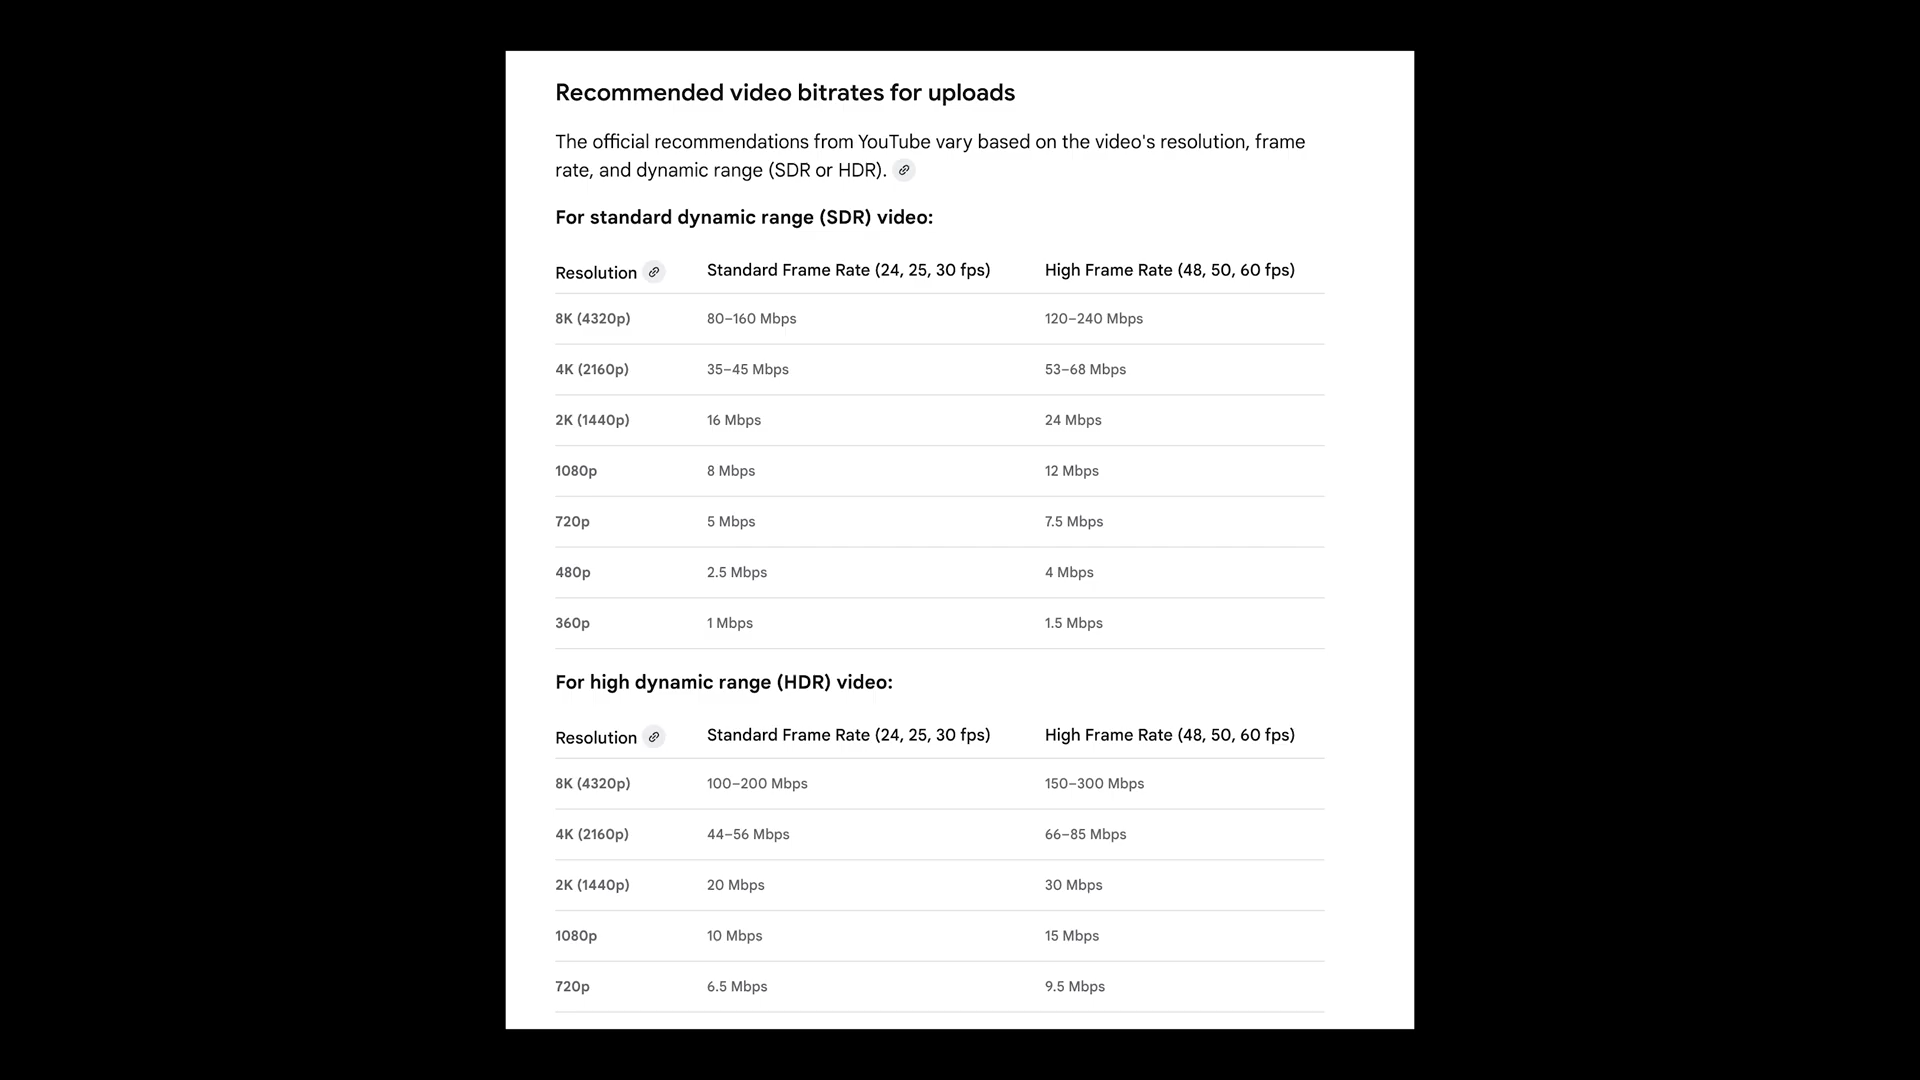 Recommended video bitrates for uploads
The official recommendations from YouTube vary based on the video's resolution, frame
rate, and dynamic range (SDR or HDR).
For standard dynamic range (SDR) video:
Resolution Standard Frame Rate (24, 25, 30 fps) High Frame Rate (48, 50, 60 fps)
8K (4320p) 80–160 Mbps 120–240 Mbps
4K (2160p) 35–45 Mbps 53–68 Mbps
2K (1440p) 16 Mbps 24 Mbps
1080p 8 Mbps 12 Mbps
720p 5 Mbps 7.5 Mbps
480p 2.5 Mbps 4 Mbps
360p 1 Mbps 1.5 Mbps
For high dynamic range (HDR) video:
Resolution Standard Frame Rate (24, 25, 30 fps) High Frame Rate (48, 50, 60 fps)
8K (4320p) 100–200 Mbps 150–300 Mbps
4K (2160p) 44–56 Mbps 66–85 Mbps
2K (1440p) 20 Mbps 30 Mbps
1080p 10 Mbps 15 Mbps
720p 6.5 Mbps 9.5 Mbps